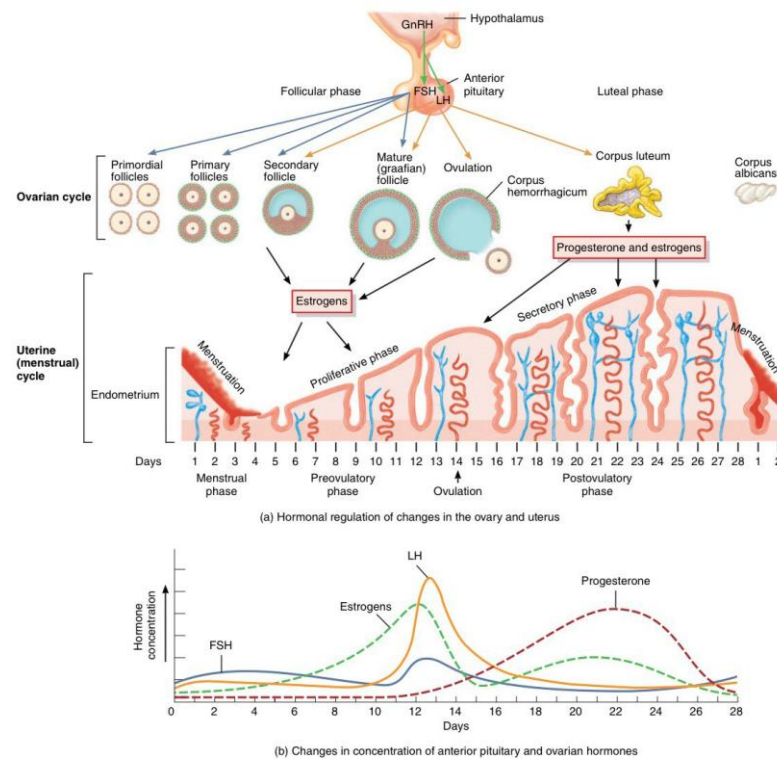 GnRH
Hypothalamus
Follicular phase
FSH
LH
Anterior
pituitary
Luteal phase
Ovarian cycle
Primordial
follicles
Primary
follicles
Secondary
follicle
Mature
(graafian)
follicle
Ovulation
Corpus
hemorrhagicum
Corpus luteum
Corpus
albicans
Estrogens
Progesterone and estrogens
Uterine
(menstrual)
cycle
Endometrium
Menstruation
Proliferative phase
Secretory phase
Menstruation
Days 1 2 3 4 5 6 7 8 9 10 11 12 13 14 15 16 17 18 19 20 21 22 23 24 25 26 27 28 1 2
Menstrual
phase
Preovulatory
phase
Ovulation
Postovulatory
phase
(a) Hormonal regulation of changes in the ovary and uterus
Hormone
concentration
FSH
Estrogens
LH
Progesterone
0 2 4 6 8 10 12 14 16 18 20 22 24 26 28
Days
(b) Changes in concentration of anterior pituitary and ovarian hormones